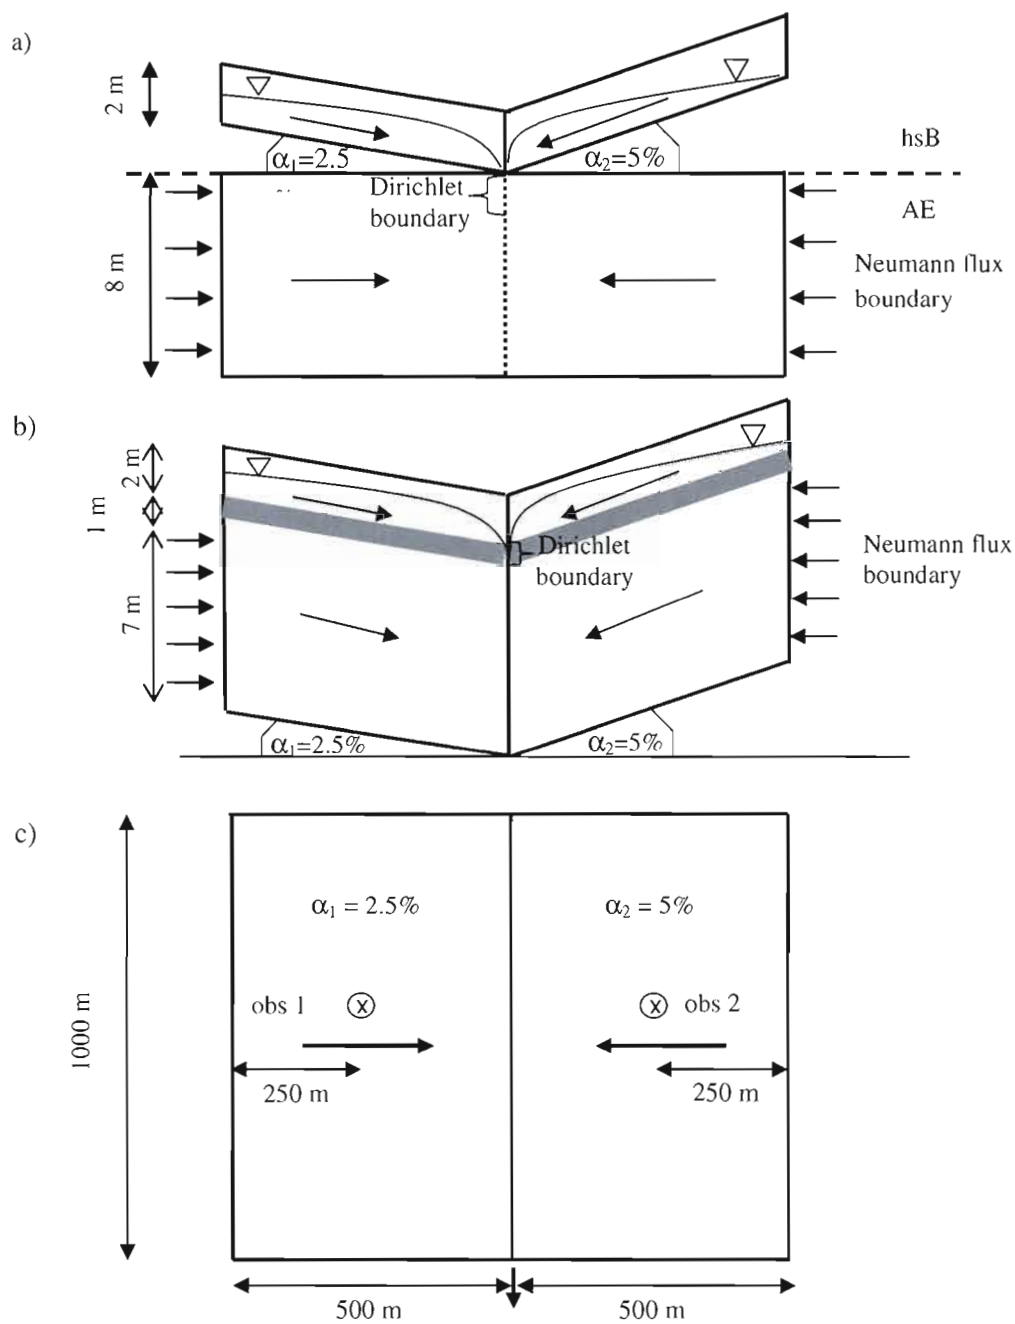 a)
2 m
hsB
α₁=2.5
%
α₂=5%
Dirichlet
boundary
AE
8 m
Neumann flux
boundary
b)
2 m
1 m
7 m
Dirichlet
boundary
Neumann flux
boundary
α₁=2.5%
α₂=5%
c)
α₁ = 2.5%
α₂ = 5%
obs 1
X
X
obs 2
1000 m
250 m
250 m
500 m
500 m